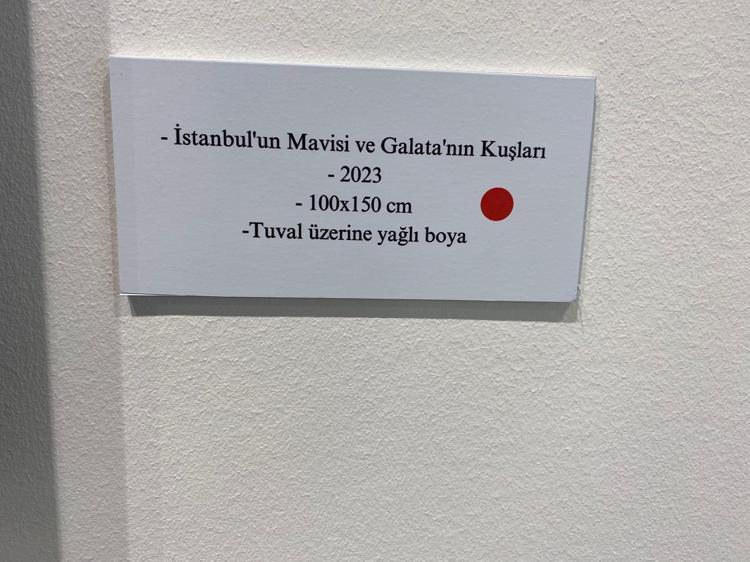 - İstanbul'un Mavisi ve Galata'nın Kuşları
- 2023
- 100x150 cm
-Tuval üzerine yağlı boya